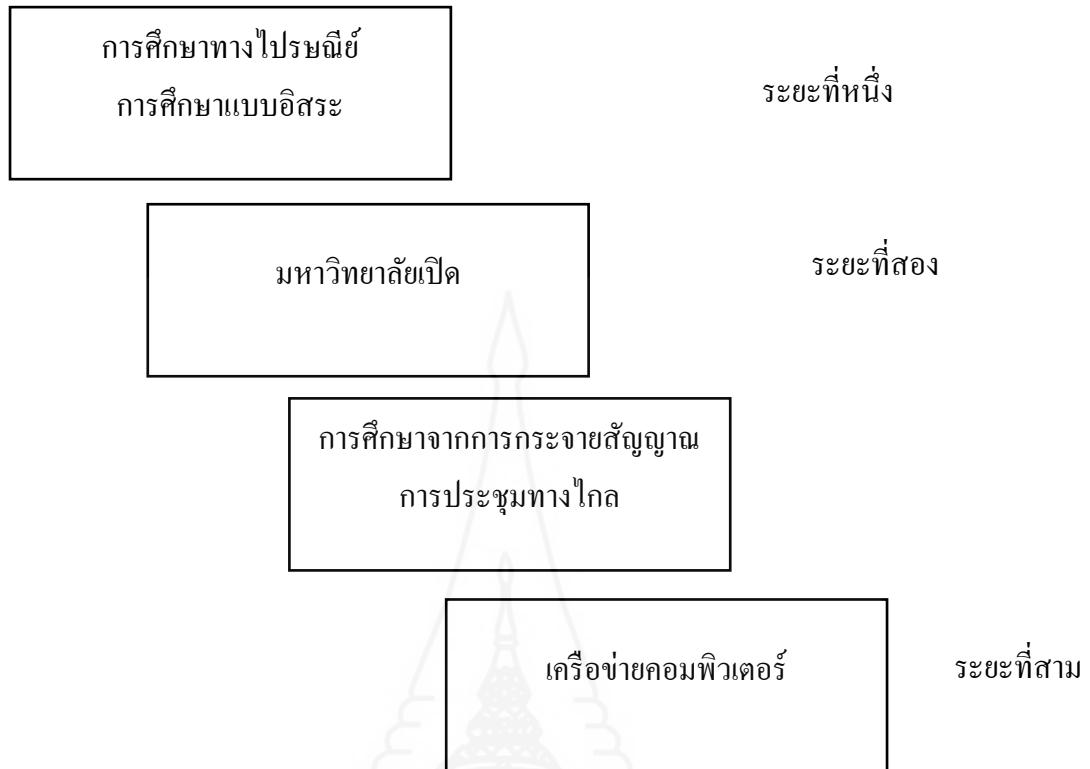 การศึกษาทางไปรษณีย์
การศึกษาแบบอิสระ
ระยะที่หนึ่ง
มหาวิทยาลัยเปิด
ระยะที่สอง
การศึกษาจากการกระจายสัญญาณ
การประชุมทางไกล
เครือข่ายคอมพิวเตอร์
ระยะที่สาม